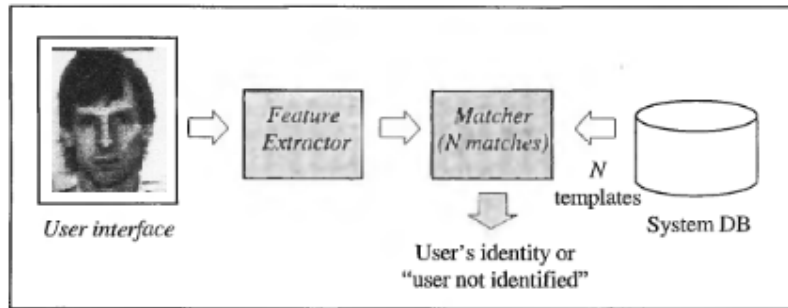 User interface
Feature
Extractor
Matcher
(N matches)
N
templates
System DB
User's identity or
“user not identified”